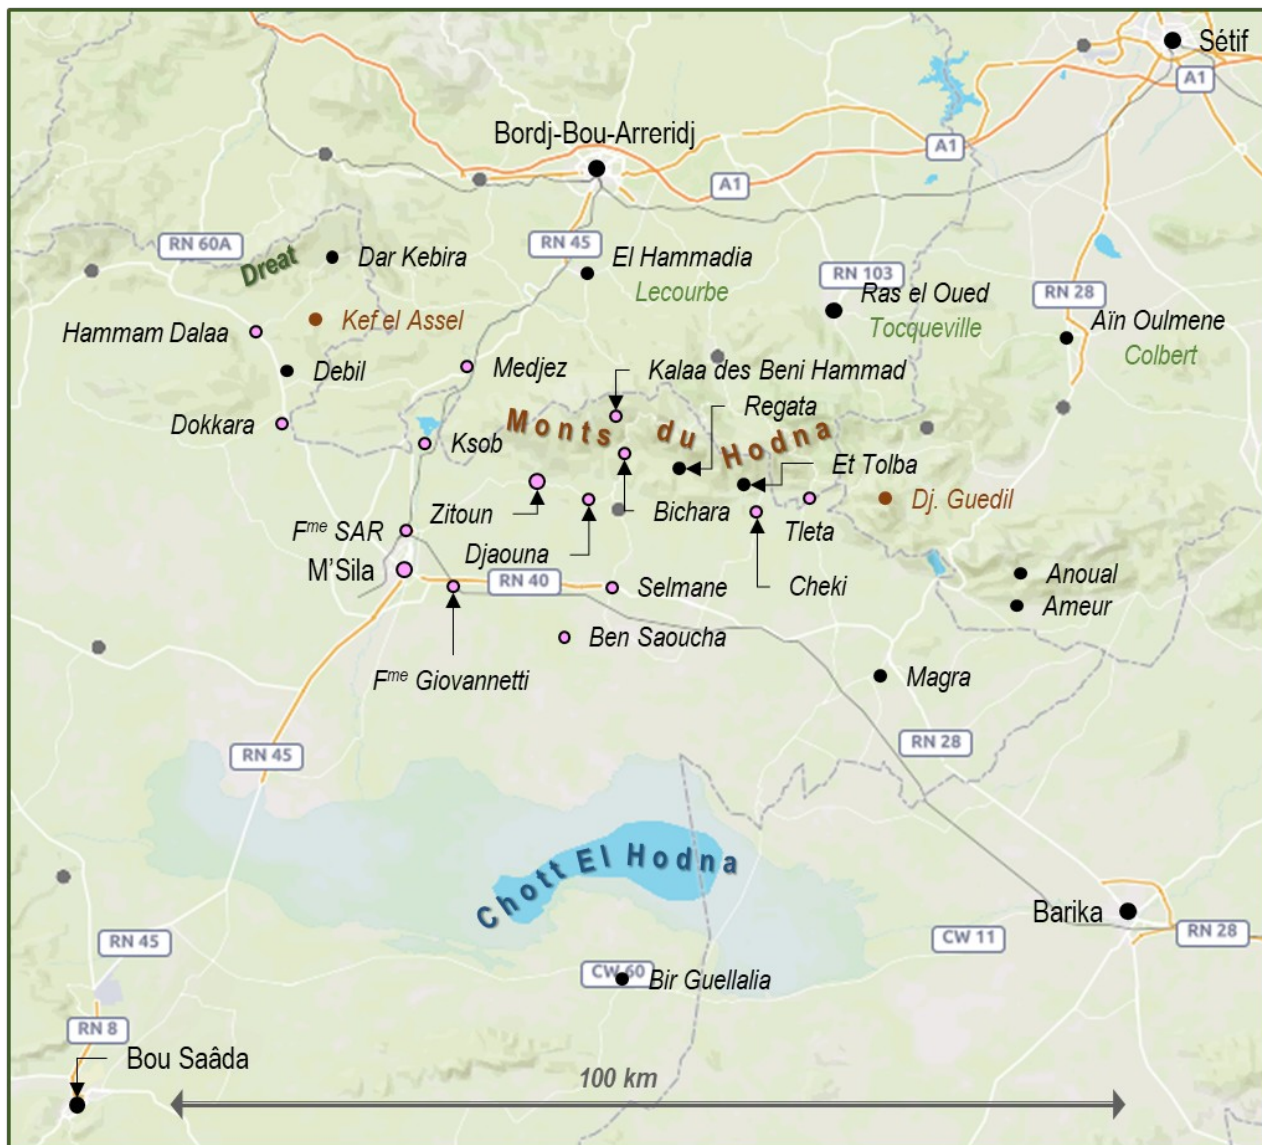 Sétif
A1
Bordj-Bou-Arreridj
A1
A1
RN 60A
Dreat
Dar Kebira
RN 45
El Hammadia
Lecourbe
RN 103
Ras el Oued
Tocqueville
RN 28
Aïn Oulmene
Colbert
Hammam Dalaa
Kef el Assel
Debil
Medjez
Kalaa des Beni Hammad
Regata
Dokkara
Ksob
Monts du Hodna
Et Tolba
Zitoun
Bichara
Tleta
Dj. Guedil
Fme SAR
Djaouna
M'Sila
RN 40
Selmane
Cheki
Anoual
Ameur
Ben Saoucha
Fme Giovannetti
Magra
RN 45
RN 28
Chott El Hodna
Barika
RN 45
CW 11
RN 28
CW 60
Bir Guellalia
RN 8
Bou Saâda
100 km